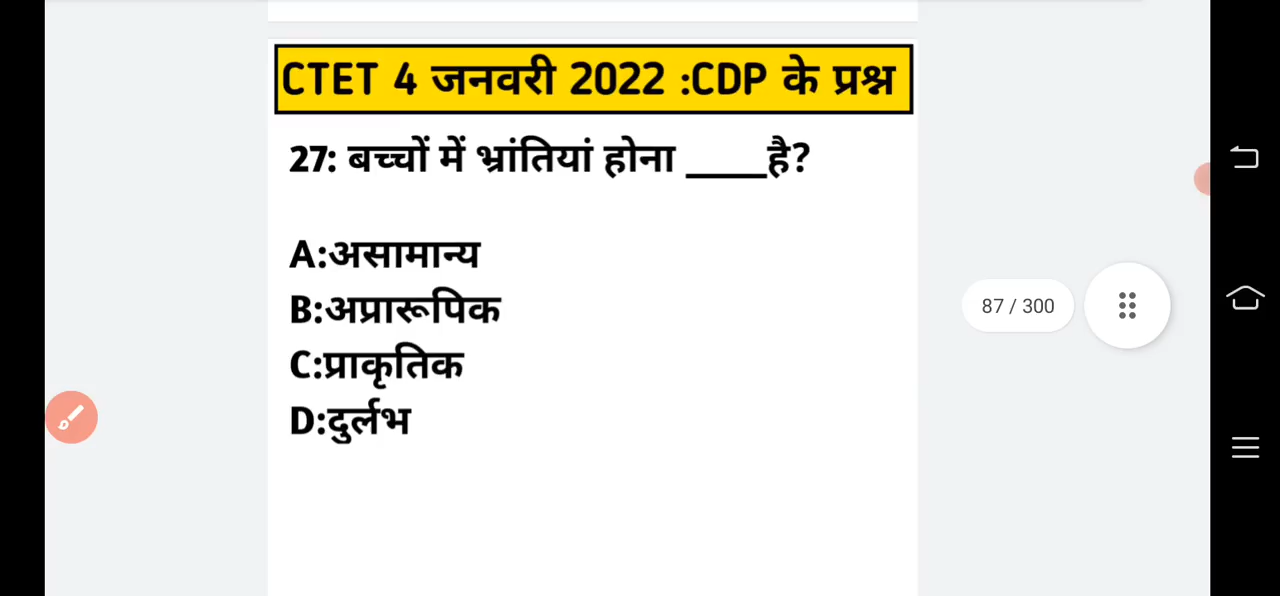 CTET 4 जनवरी 2022 :CDP के प्रश्न
27: बच्चों में भ्रांतियां होना ____है?
A:असामान्य
B:अप्रारूपिक
C:प्राकृतिक
D:दुर्लभ
87 / 300